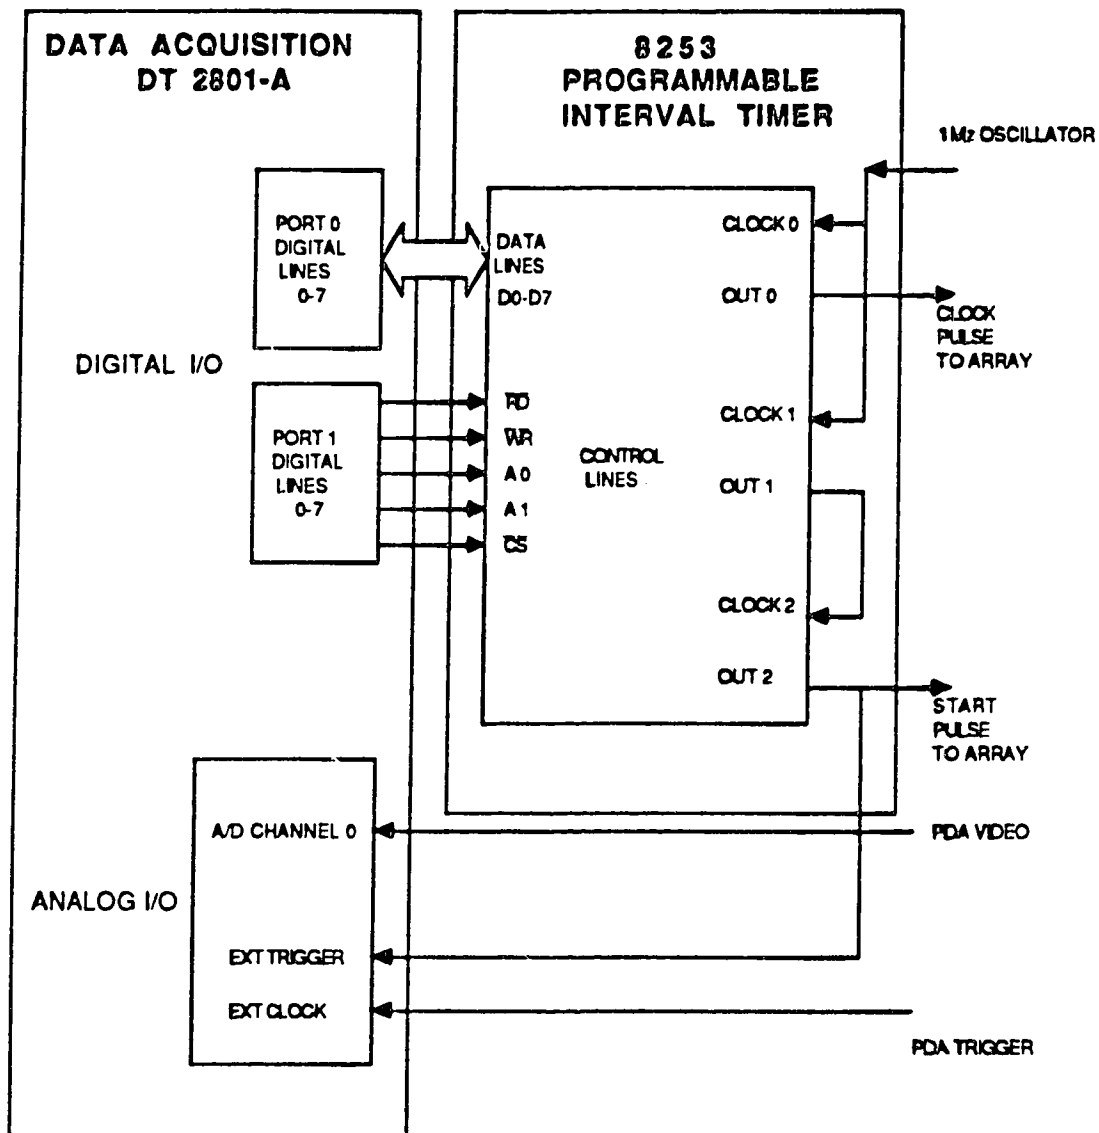 DATA ACQUISITION
DT 2801-A
8253
PROGRAMMABLE
INTERVAL TIMER
1Mz OSCILLATOR
PORT 0
DIGITAL
LINES
0-7
DATA
LINES
D0-D7
CLOCK 0
OUT 0
CLOCK
PULSE
TO ARRAY
DIGITAL I/O
PORT 1
DIGITAL
LINES
0-7
RD
WR
A0
A1
CS
CONTROL
LINES
CLOCK 1
OUT 1
CLOCK 2
OUT 2
START
PULSE
TO ARRAY
ANALOG I/O
A/D CHANNEL 0
PDA VIDEO
EXT TRIGGER
EXT CLOCK
PDA TRIGGER